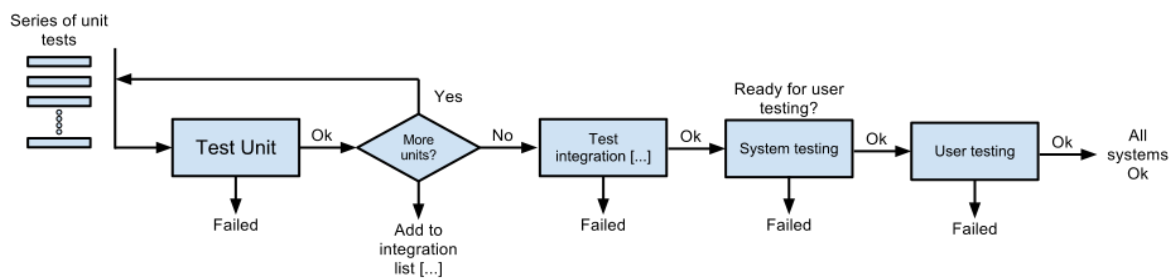 Series of unit
tests
Yes
Test Unit
Ok
More
units?
No
Test
integration [...]
Ok
Ready for user
testing?
System testing
Ok
User testing
Ok
All
systems
Ok
Failed
Add to
integration
list [...]
Failed
Failed
Failed